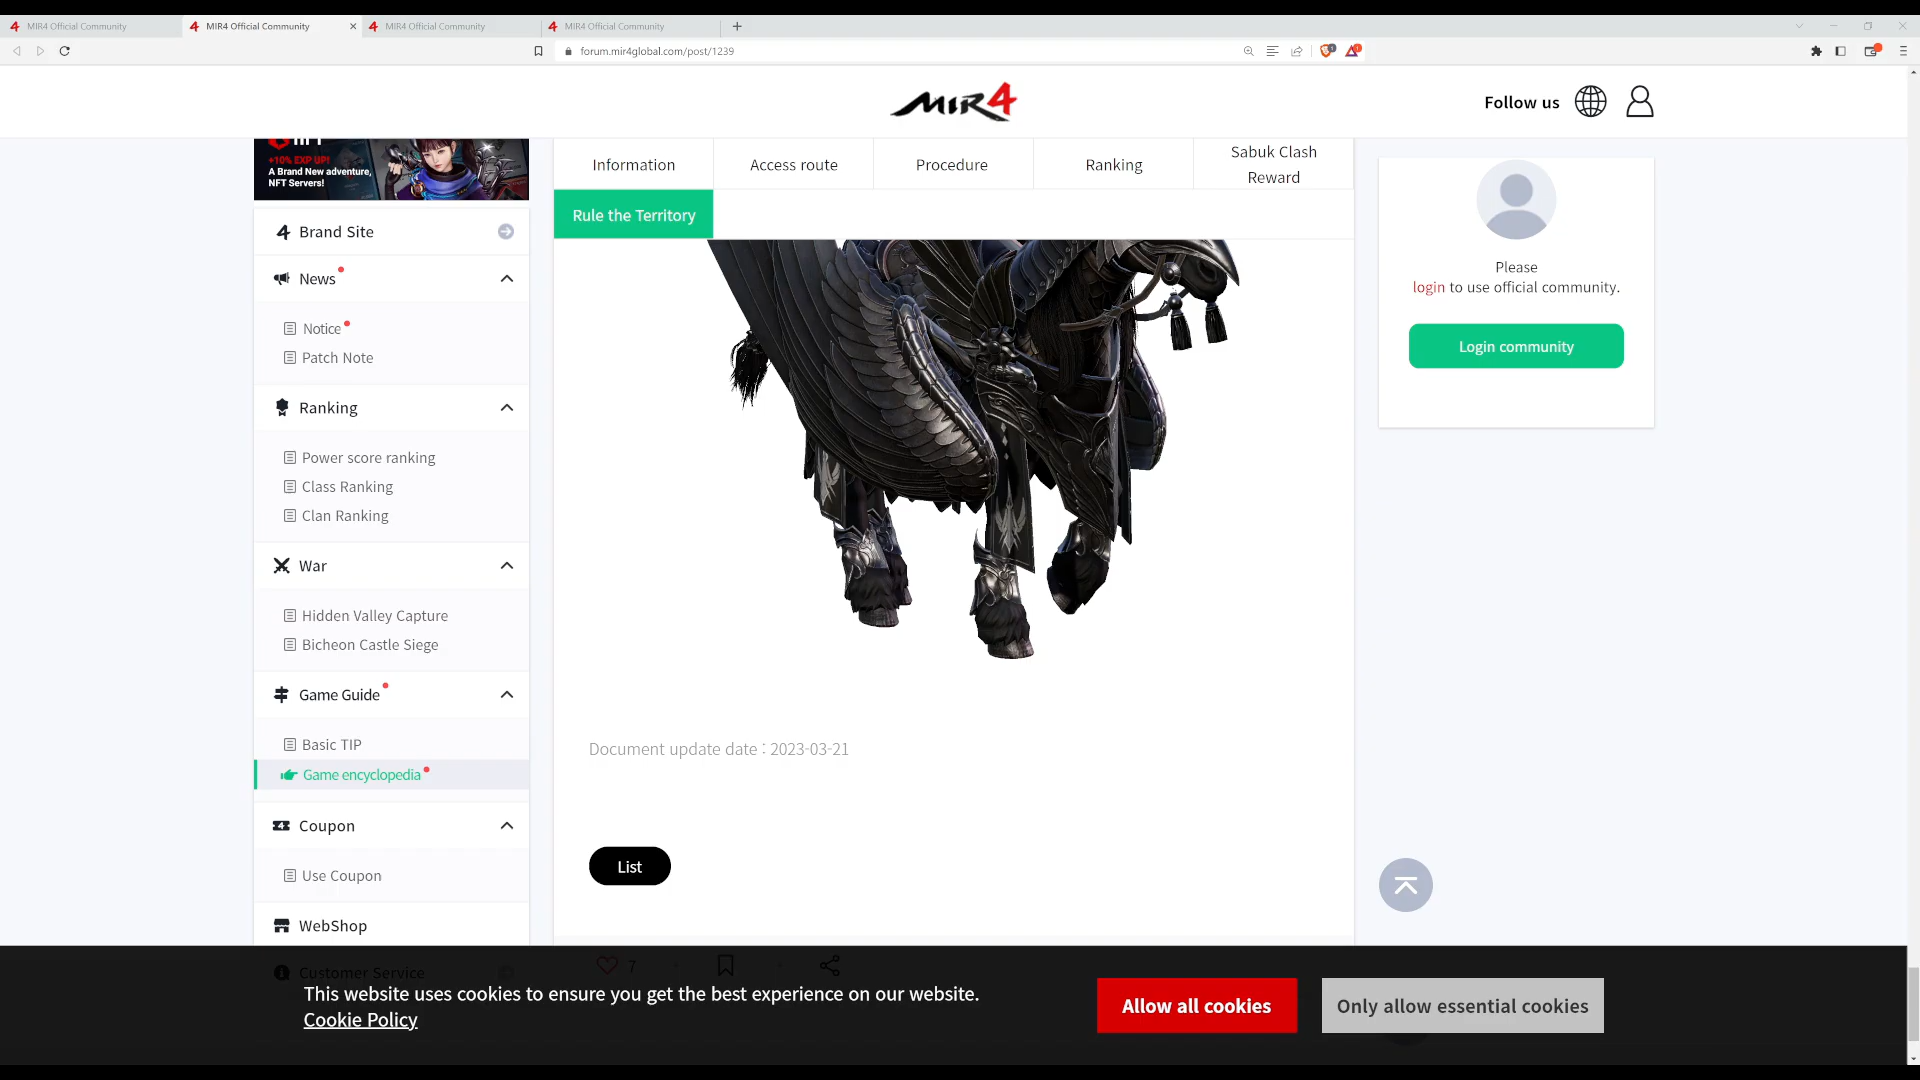 MIR4 Official Community
MIR4 Official Community
MIR4 Official Community
MIR4 Official Community
forum.mir4global.com/post/1239
MIR4
Follow us
+10% EXP UP!
A Brand New adventure,
NFT Servers!
Information
Access route
Procedure
Ranking
Sabuk Clash
Reward
Rule the Territory
Brand Site
News
Notice
Patch Note
Ranking
Power score ranking
Class Ranking
Clan Ranking
War
Hidden Valley Capture
Bicheon Castle Siege
Game Guide
Basic TIP
Game encyclopedia
Coupon
Use Coupon
WebShop
Customer Service
Please
login to use official community.
Login community
Document update date : 2023-03-21
List
7
This website uses cookies to ensure you get the best experience on our website.
Cookie Policy
Allow all cookies
Only allow essential cookies